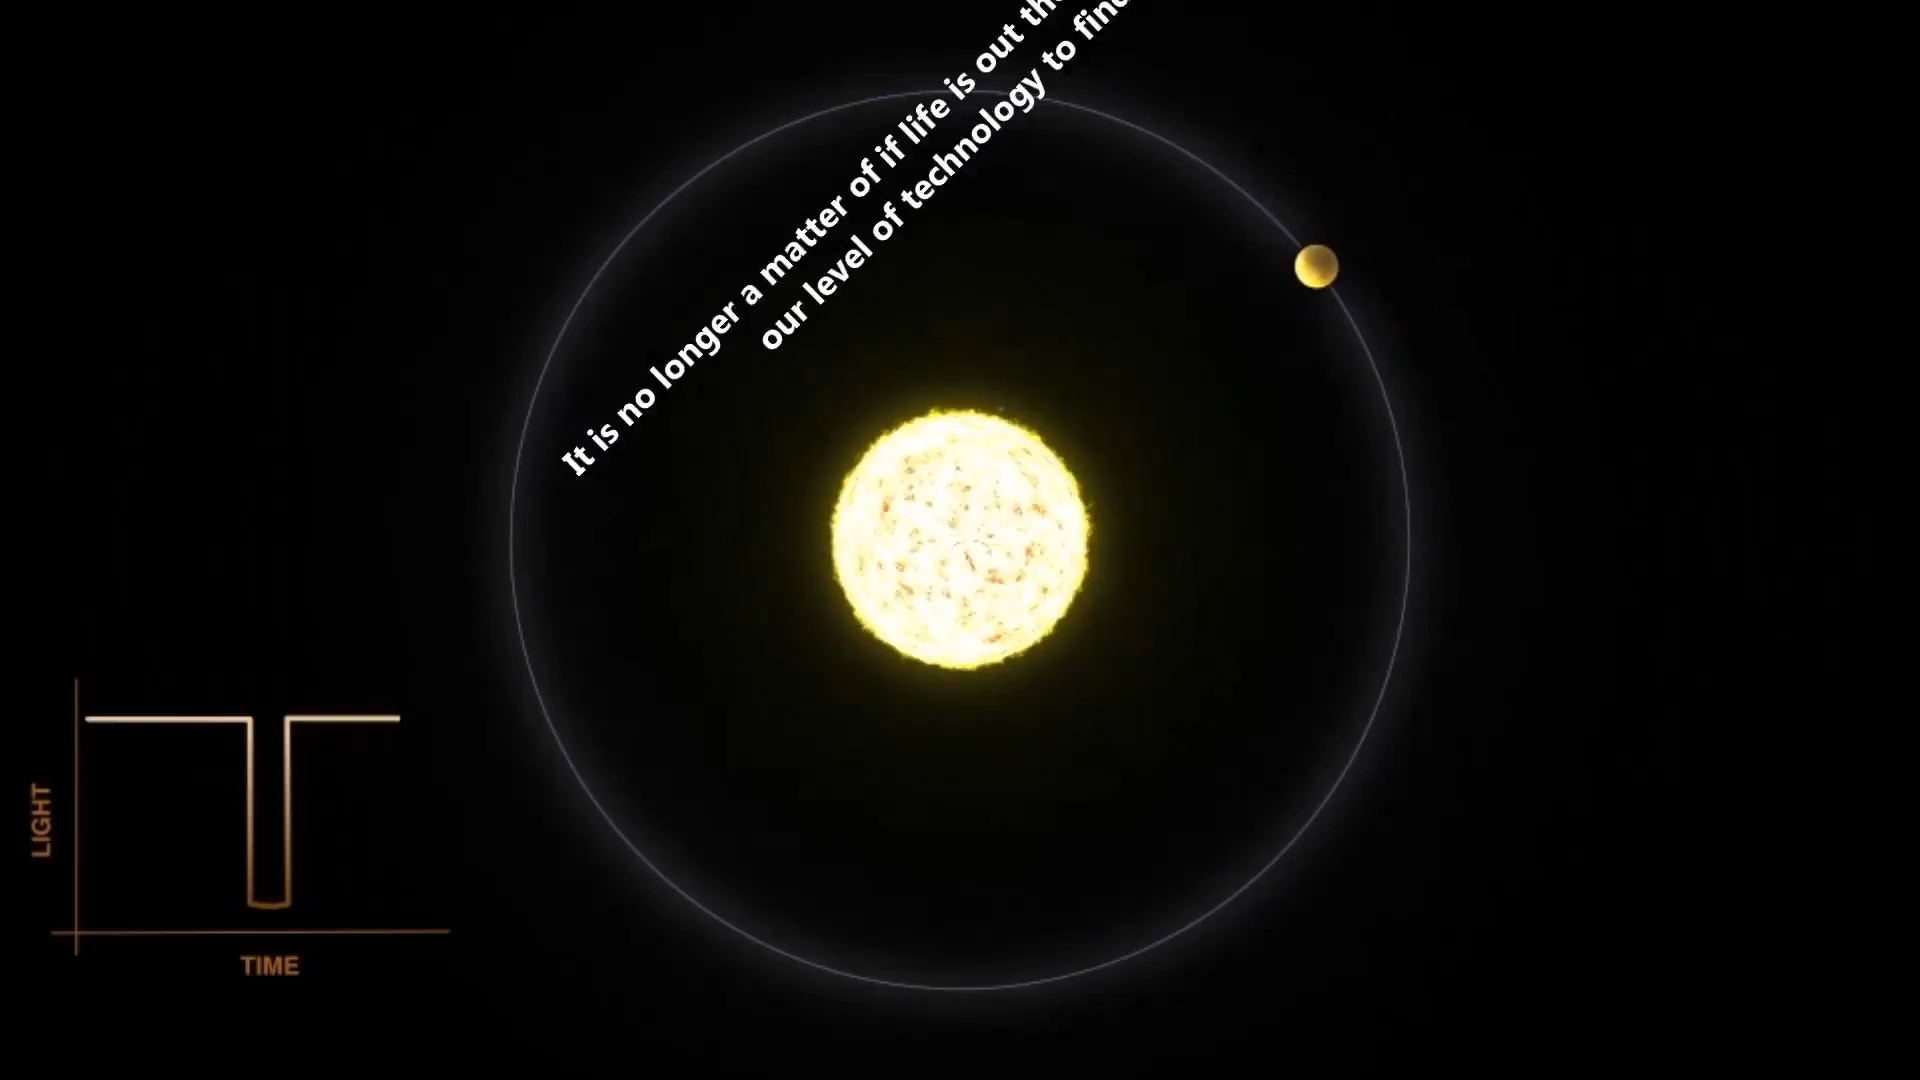 It is no longer a matter of if life is out
our level of technology to
LIGHT
TIME